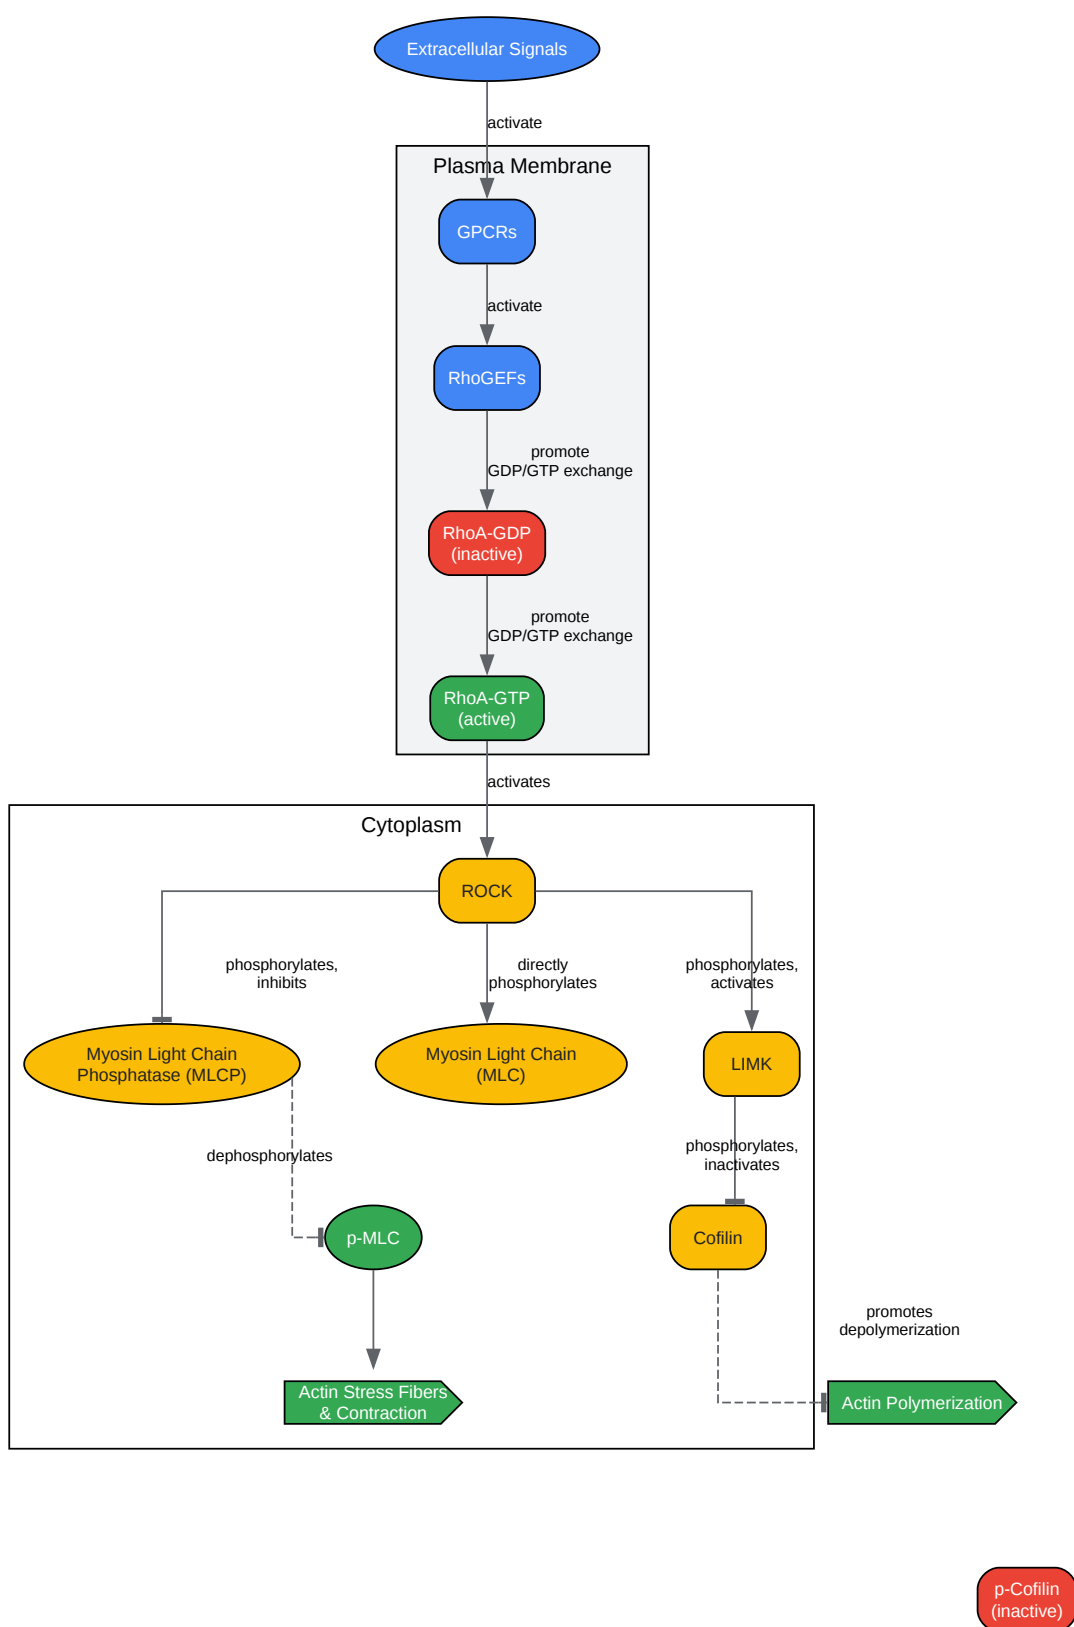 Extracellular Signals
activate
Plasma Membrane
GPCRs
activate
RhoGEFs
promote
GDP/GTP exchange
RhoA-GDP
(inactive)
promote
GDP/GTP exchange
RhoA-GTP
(active)
activates
Cytoplasm
ROCK
phosphorylates,
inhibits
directly
phosphorylates
phosphorylates,
activates
Myosin Light Chain
Phosphatase (MLCP)
Myosin Light Chain
(MLC)
LIMK
dephosphorylates
phosphorylates,
inactivates
p-MLC
Cofilin
promotes
depolymerization
Actin Stress Fibers
& Contraction
Actin Polymerization
p-Cofilin
(inactive)